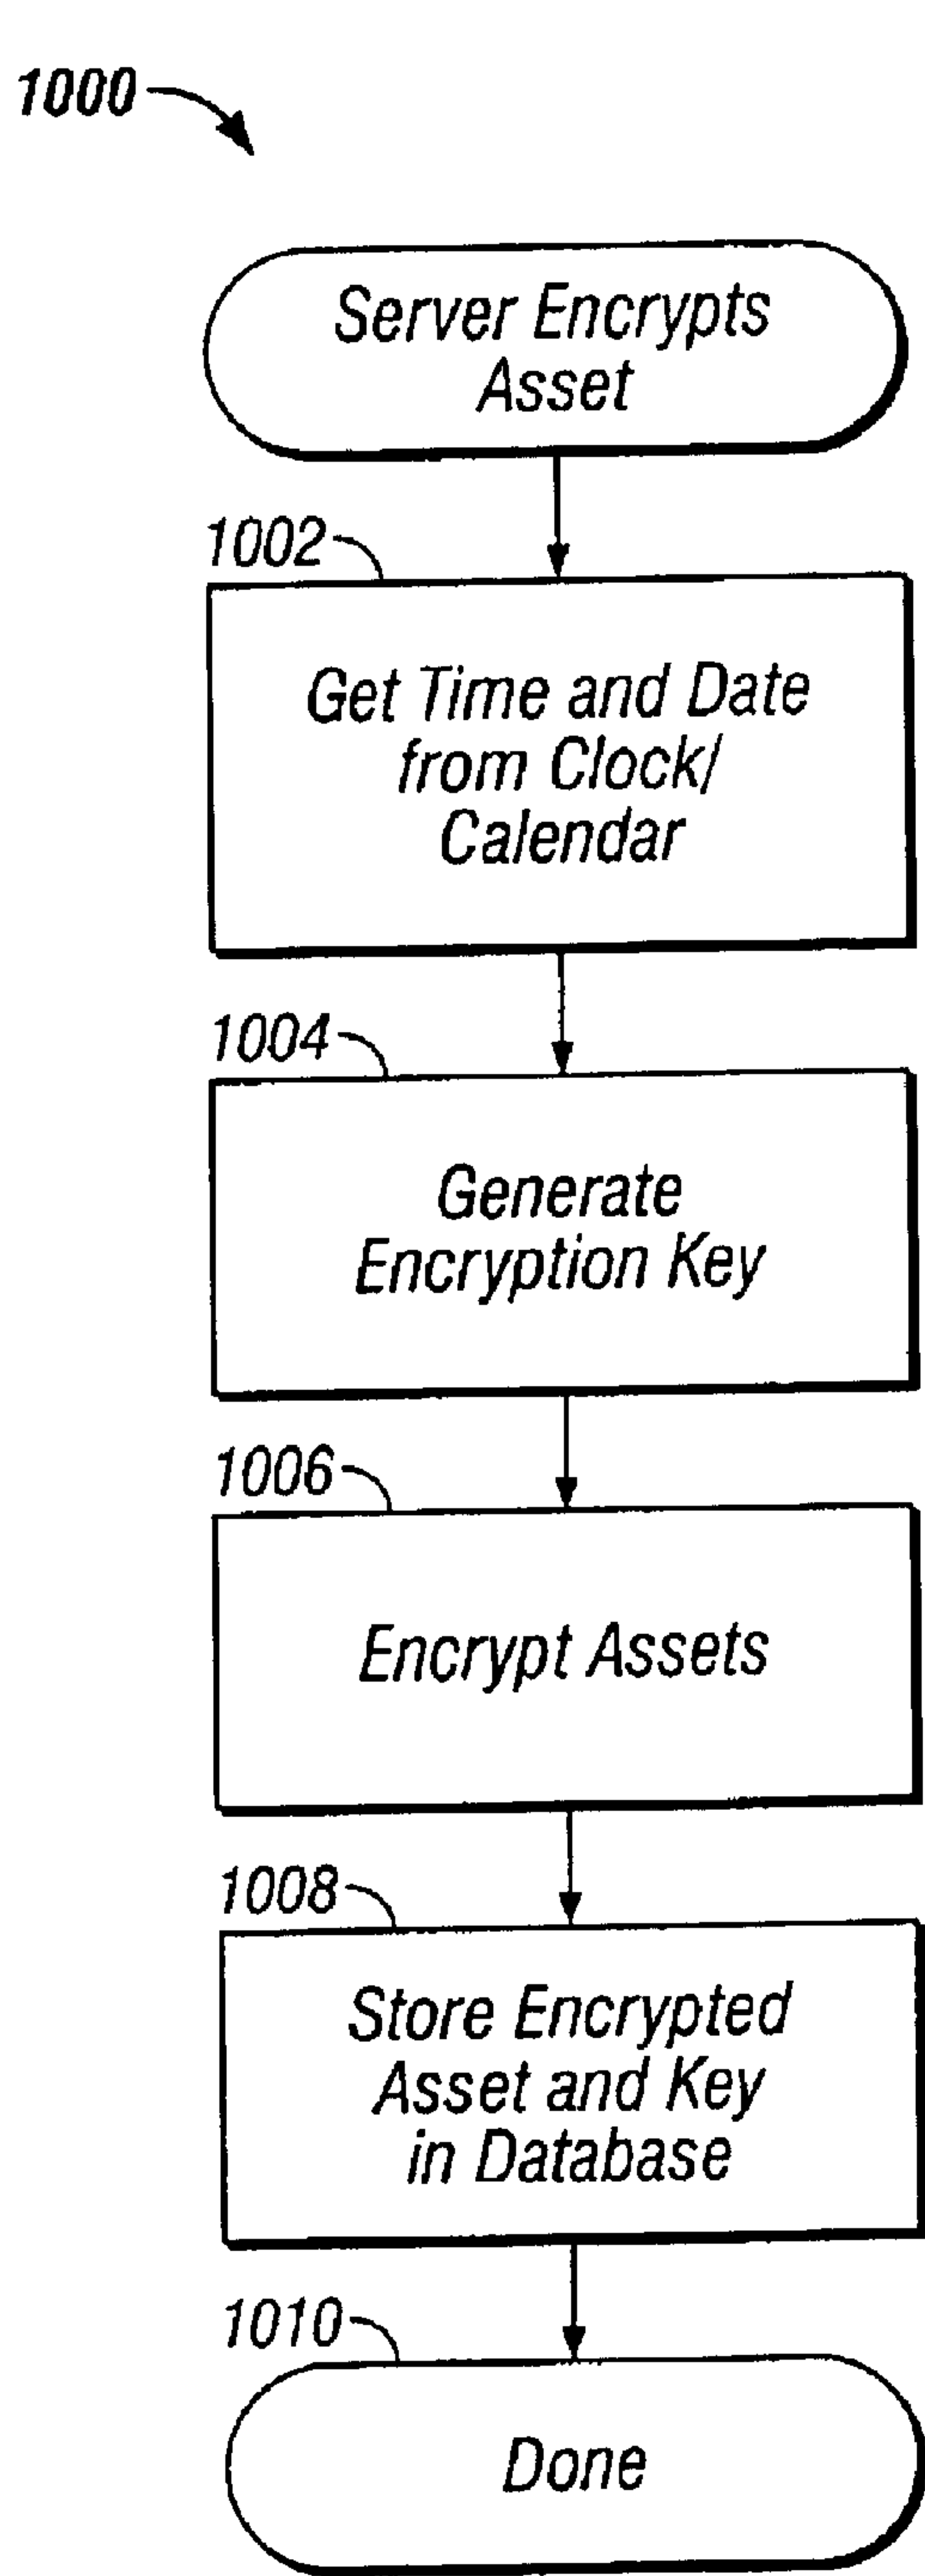 1000
Server Encrypts
Asset
1002
Get Time and Date
from Clock/
Calendar
1004
Generate
Encryption Key
1006
Encrypt Assets
1008
Store Encrypted
Asset and Key
in Database
1010
Done